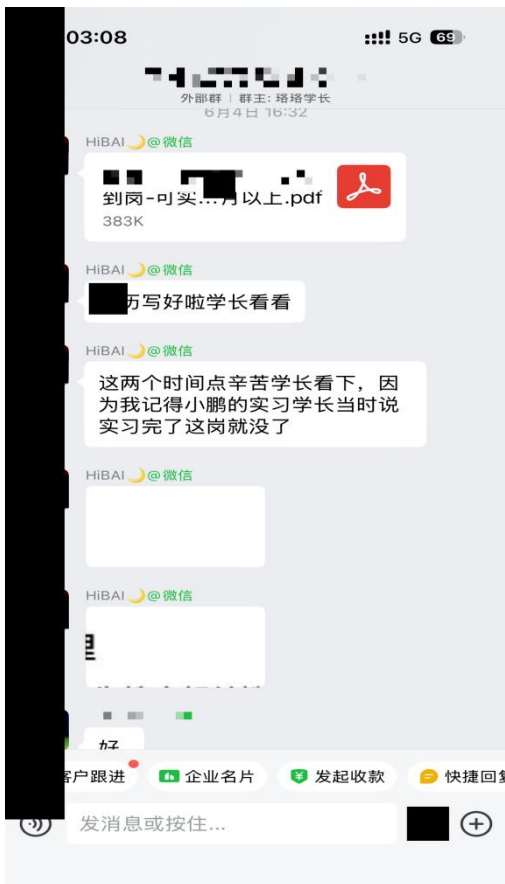 03:08
5G 69
外部群 | 群主: 珞珞学长
6月4日 16:32
HiBAI🌙@微信
到岗-可实...月以上.pdf
383K
HiBAI🌙@微信
历写好啦学长看看
HiBAI🌙@微信
这两个时间点辛苦学长看下，因
为我记得小鹏的实习学长当时说
实习完了这岗就没了
HiBAI🌙@微信
HiBAI🌙@微信
好
客户跟进
企业名片
发起收款
快捷回复
发消息或按住...